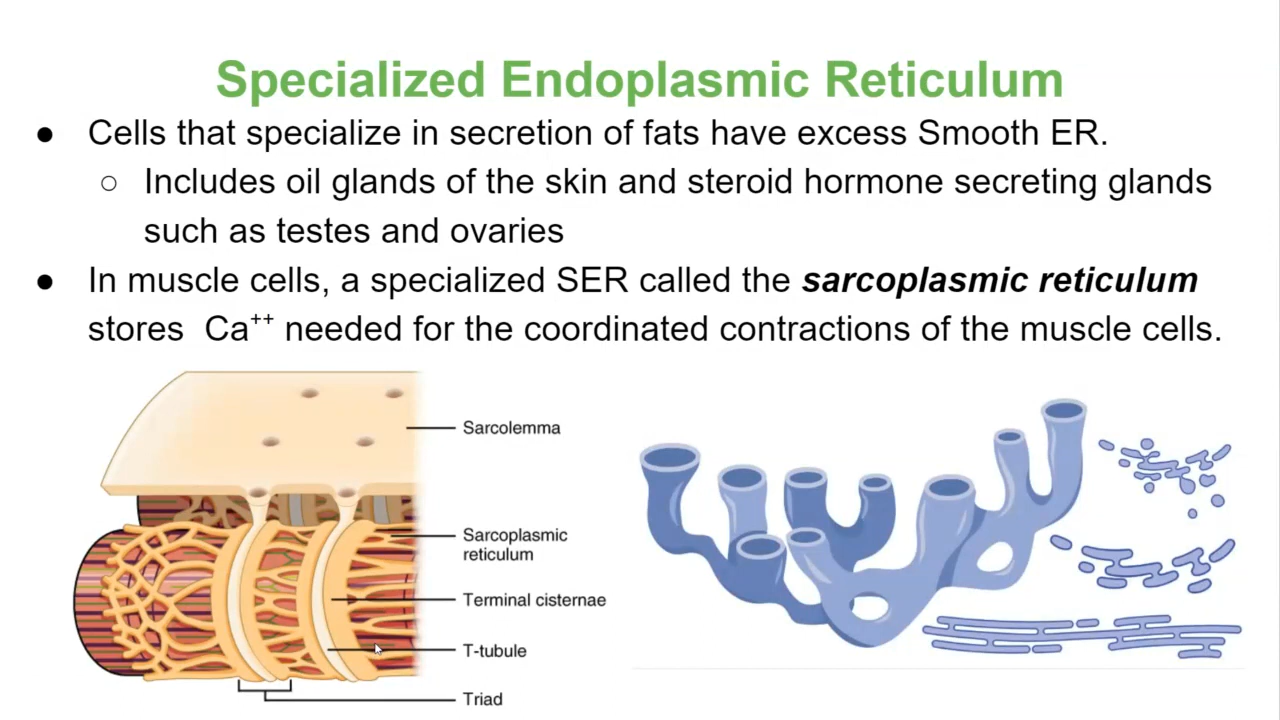 Specialized Endoplasmic Reticulum
● Cells that specialize in secretion of fats have excess Smooth ER.
○ Includes oil glands of the skin and steroid hormone secreting glands
such as testes and ovaries
● In muscle cells, a specialized SER called the sarcoplasmic reticulum
stores Ca⁺⁺ needed for the coordinated contractions of the muscle cells.
Sarcolemma
Sarcoplasmic
reticulum
Terminal cisternae
T-tubule
Triad